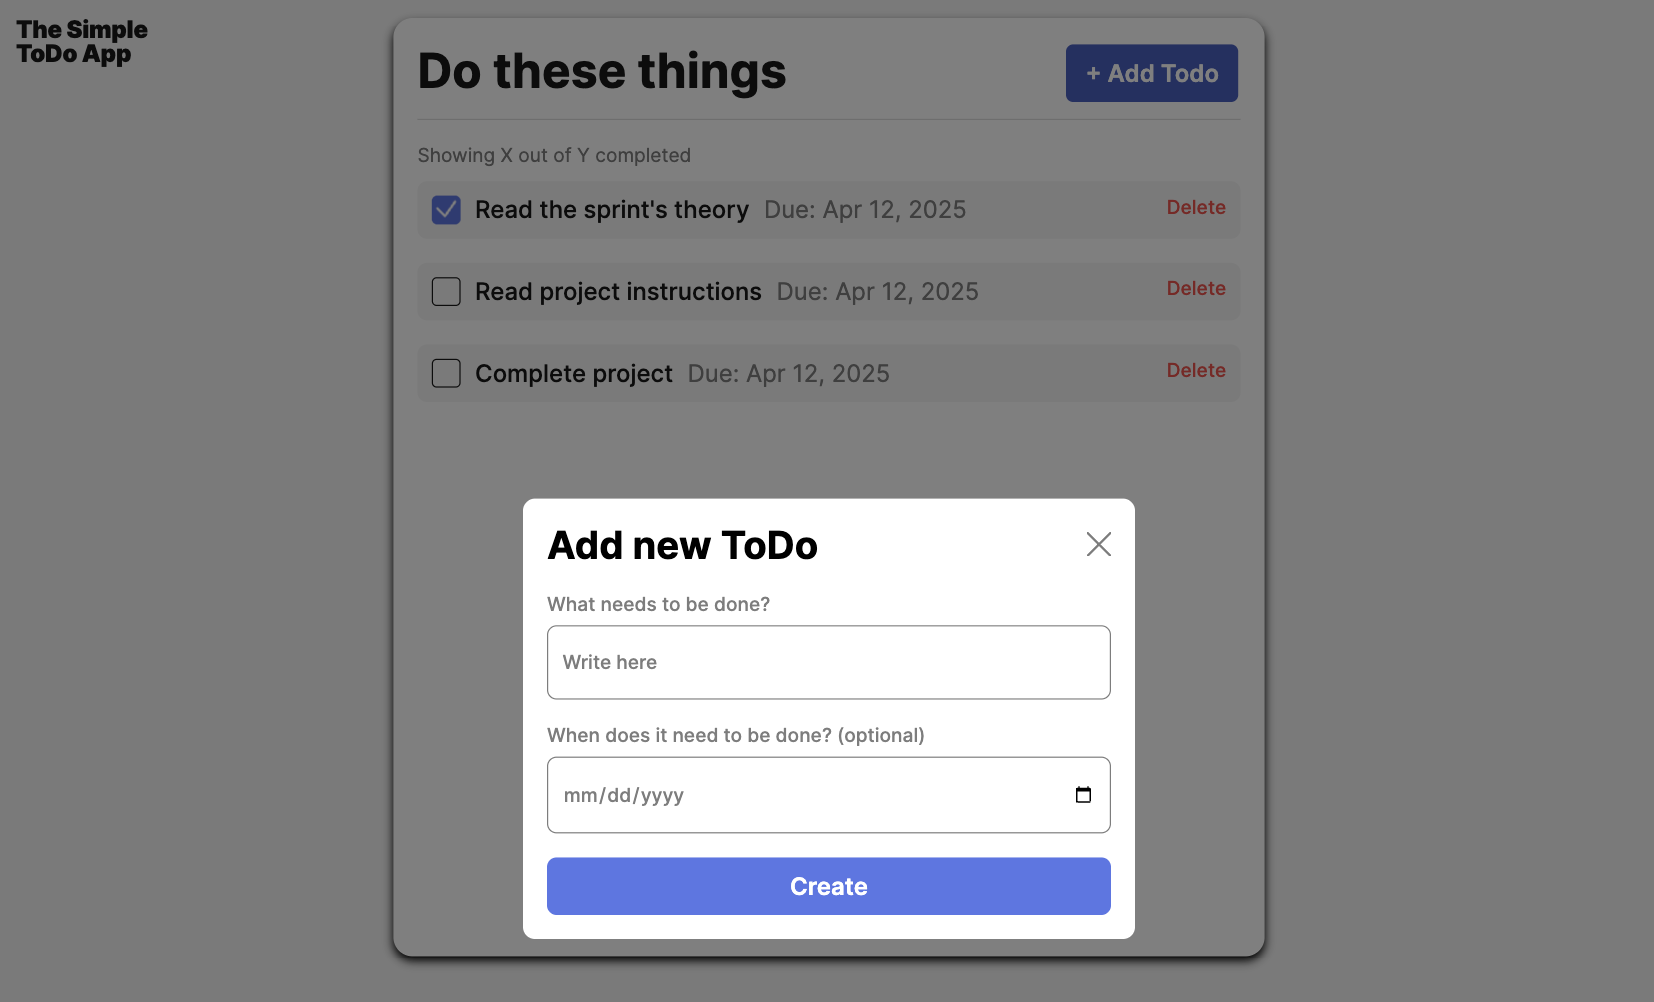 The Simple
ToDo App
Do these things
+ Add Todo
Showing X out of Y completed
Read the sprint's theory Due: Apr 12, 2025 Delete
Read project instructions Due: Apr 12, 2025 Delete
Complete project Due: Apr 12, 2025 Delete
Add new ToDo
What needs to be done?
Write here
When does it need to be done? (optional)
mm/dd/yyyy
Create